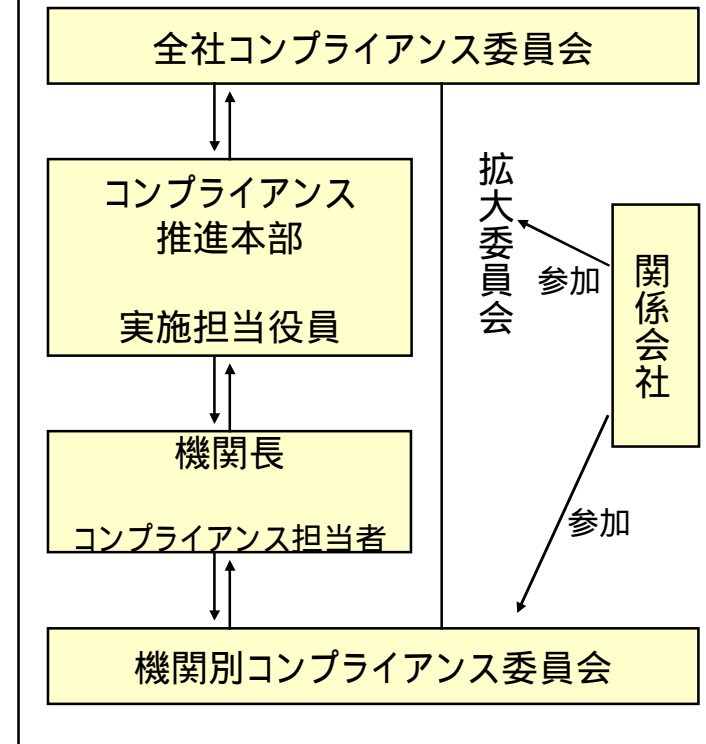 全社コンプライアンス委員会
コンプライアンス
推進本部
実施担当役員
拡大委員会
参加
関係会社
機関長
コンプライアンス担当者
参加
機関別コンプライアンス委員会